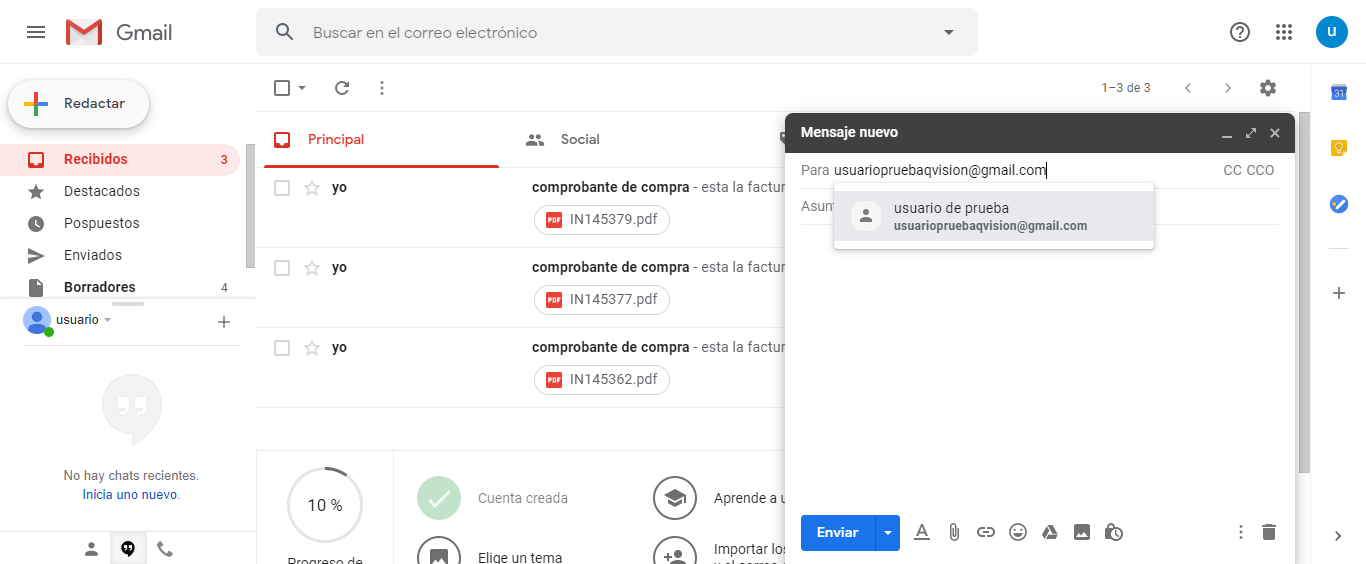 Gmail
Buscar en el correo electrónico
u
Redactar
1–3 de 3
31
Recibidos 3
Destacados
Pospuestos
Enviados
Borradores 4
usuario
No hay chats recientes.
Inicia uno nuevo.
Principal
Social
yo comprobante de compra - esta la factur
PDF IN145379.pdf
yo comprobante de compra - esta la factur
PDF IN145377.pdf
yo comprobante de compra - esta la factur
PDF IN145362.pdf
10 %
Progreso de
Cuenta creada
Aprende a u
Elige un tema
Importar los
Mensaje nuevo
Para usuariopruebaqvision@gmail.com CC CCO
Asunt
usuario de prueba
usuariopruebaqvision@gmail.com
Enviar